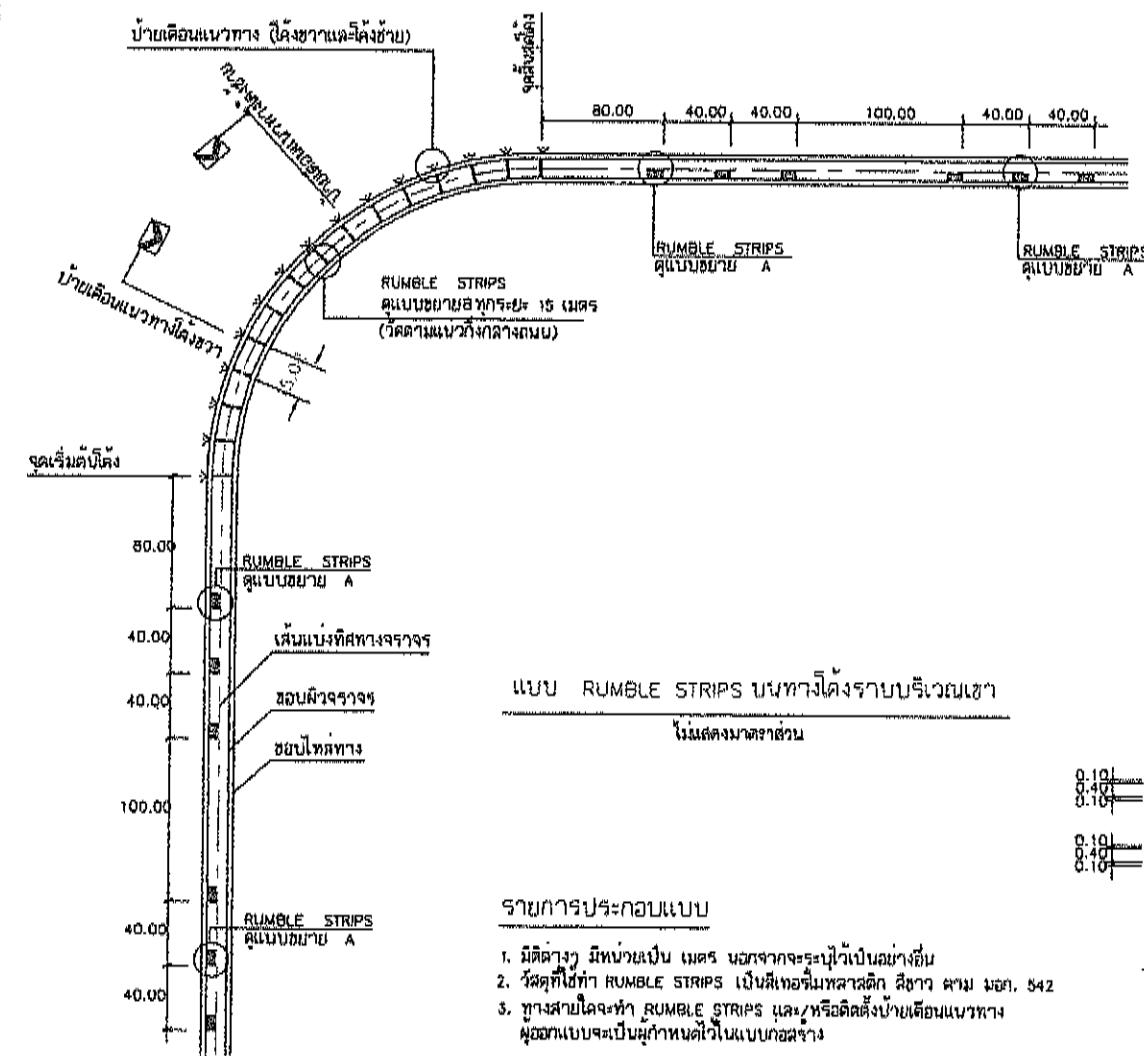 ป้ายเตือนแนวทาง (โค้งขวาและโค้งซ้าย)
จุดสิ้นสุดโค้ง
80.00 40.00 40.00 100.00 40.00 40.00
RUMBLE STRIPS
ดูแบบขยาย A
RUMBLE STRIPS
ดูแบบขยาย A
RUMBLE STRIPS
ดูแบบขยายB ทุกระยะ 15 เมตร
(วัดตามแนวกึ่งกลางถนน)
ป้ายเตือนแนวทางโค้งขวา
จุดเริ่มต้นโค้ง
80.00
RUMBLE STRIPS
ดูแบบขยาย A
40.00
เส้นแบ่งทิศทางจราจร
40.00
ขอบผิวจราจร
ขอบไหล่ทาง
100.00
RUMBLE STRIPS
ดูแบบขยาย A
40.00
40.00
แบบ RUMBLE STRIPS บนทางโค้งราบบริเวณเขา
ไม่แสดงมาตราส่วน
0.10
0.40
0.10
0.10
0.40
0.10
รายการประกอบแบบ
1. มิติต่างๆ มีหน่วยเป็น เมตร นอกจากจะระบุไว้เป็นอย่างอื่น
2. วัสดุที่ใช้ทำ RUMBLE STRIPS เป็นสีเทอร์โมพลาสติก สีขาว ตาม มอก. 542
3. ทางสายใดจะทำ RUMBLE STRIPS และ/หรือติดตั้งป้ายเตือนแนวทาง
ผู้ออกแบบจะเป็นผู้กำหนดไว้ในแบบก่อสร้าง